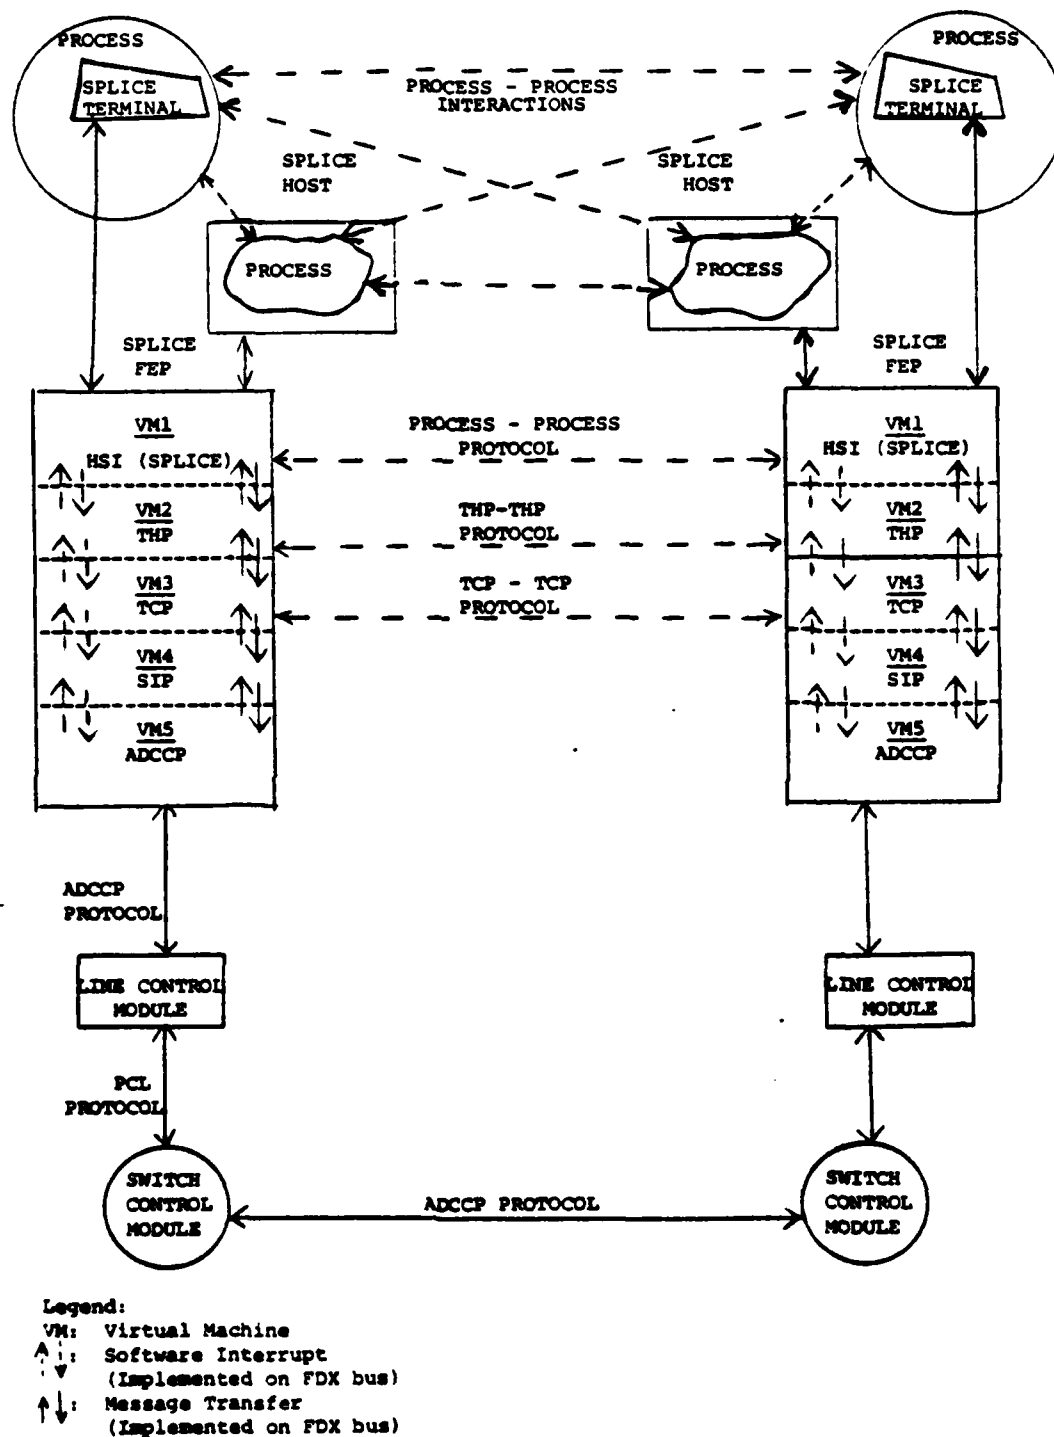 PROCESS
SPLICE
TERMINAL
PROCESS - PROCESS
INTERACTIONS
PROCESS
SPLICE
TERMINAL
SPLICE
HOST
SPLICE
HOST
PROCESS
PROCESS
SPLICE
FEP
SPLICE
FEP
VM1
HSI (SPLICE)
VM2
THP
VM3
TCP
VM4
SIP
VM5
ADCCP
PROCESS - PROCESS
PROTOCOL
THP-THP
PROTOCOL
TCP - TCP
PROTOCOL
VM1
HSI (SPLICE)
VM2
THP
VM3
TCP
VM4
SIP
VM5
ADCCP
ADCCP
PROTOCOL
LINE CONTROL
MODULE
LINE CONTROL
MODULE
PCL
PROTOCOL
SWITCH
CONTROL
MODULE
ADCCP PROTOCOL
SWITCH
CONTROL
MODULE
Legend:
VM: Virtual Machine
: Software Interrupt
(Implemented on FDX bus)
: Message Transfer
(Implemented on FDX bus)